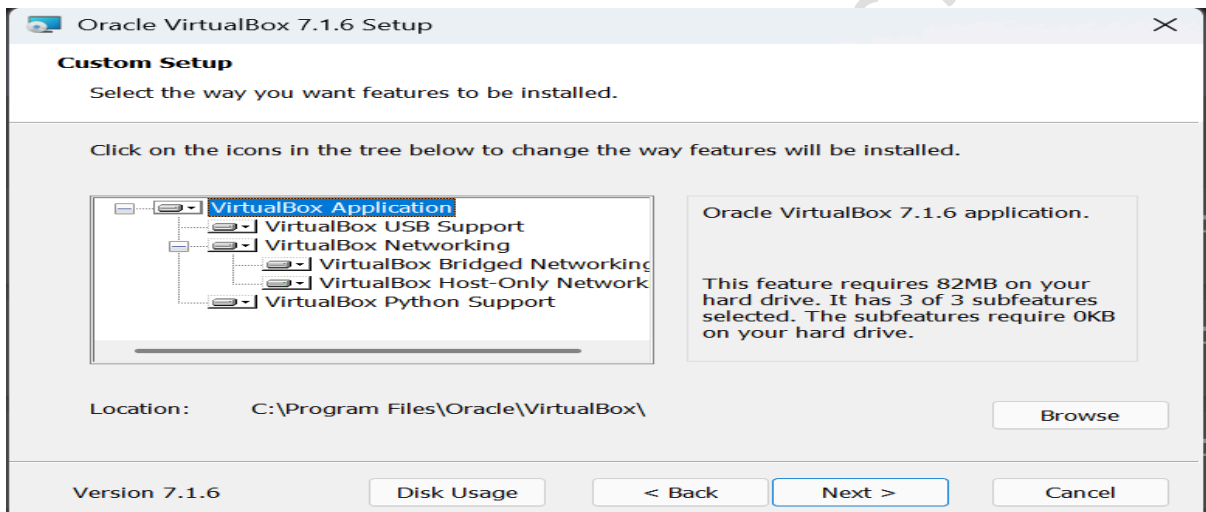 Oracle VirtualBox 7.1.6 Setup
Custom Setup
Select the way you want features to be installed.
Click on the icons in the tree below to change the way features will be installed.
VirtualBox Application
VirtualBox USB Support
VirtualBox Networking
VirtualBox Bridged Networking
VirtualBox Host-Only Network
VirtualBox Python Support
Oracle VirtualBox 7.1.6 application.
This feature requires 82MB on your
hard drive. It has 3 of 3 subfeatures
selected. The subfeatures require 0KB
on your hard drive.
Location: C:\Program Files\Oracle\VirtualBox\
Browse
Version 7.1.6
Disk Usage
< Back
Next >
Cancel